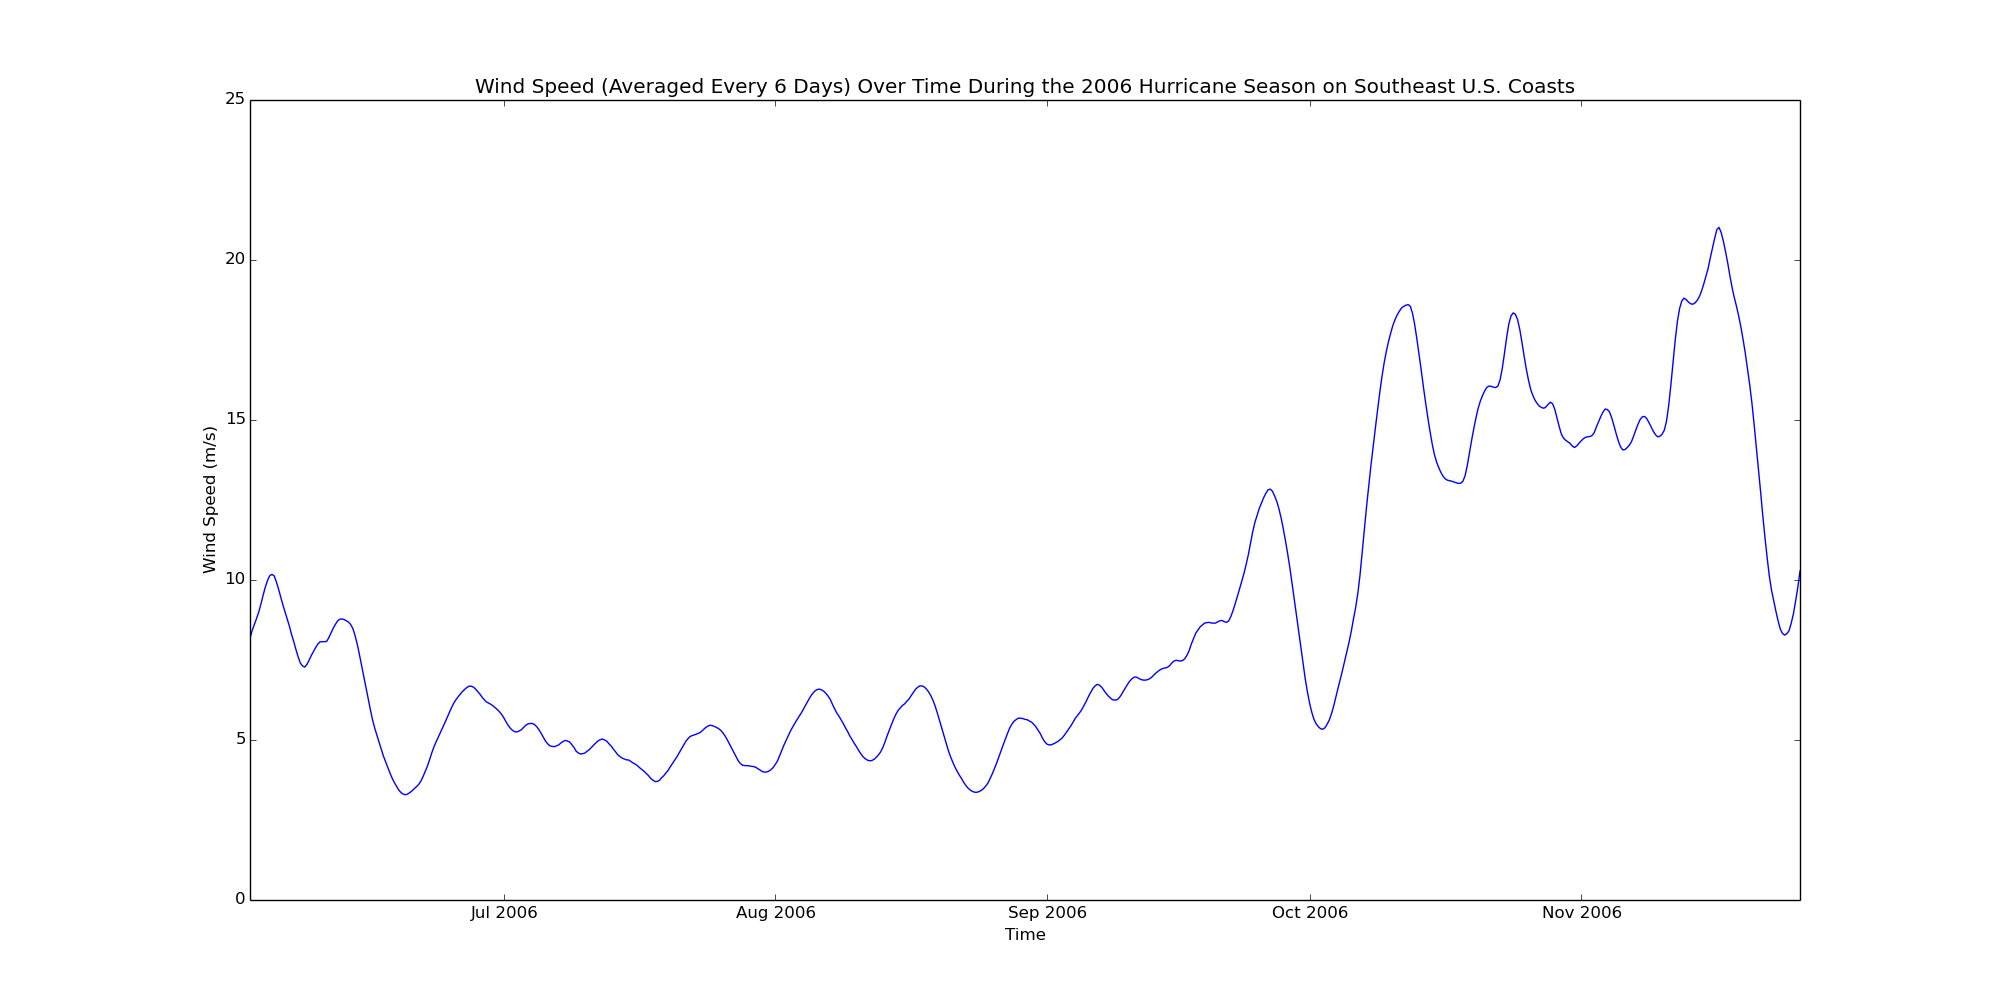 Wind Speed (Averaged Every 6 Days) Over Time During the 2006 Hurricane Season on Southeast U.S. Coasts
25
20
15
10
5
0
Wind Speed (m/s)
Jul 2006 Aug 2006 Sep 2006 Oct 2006 Nov 2006
Time